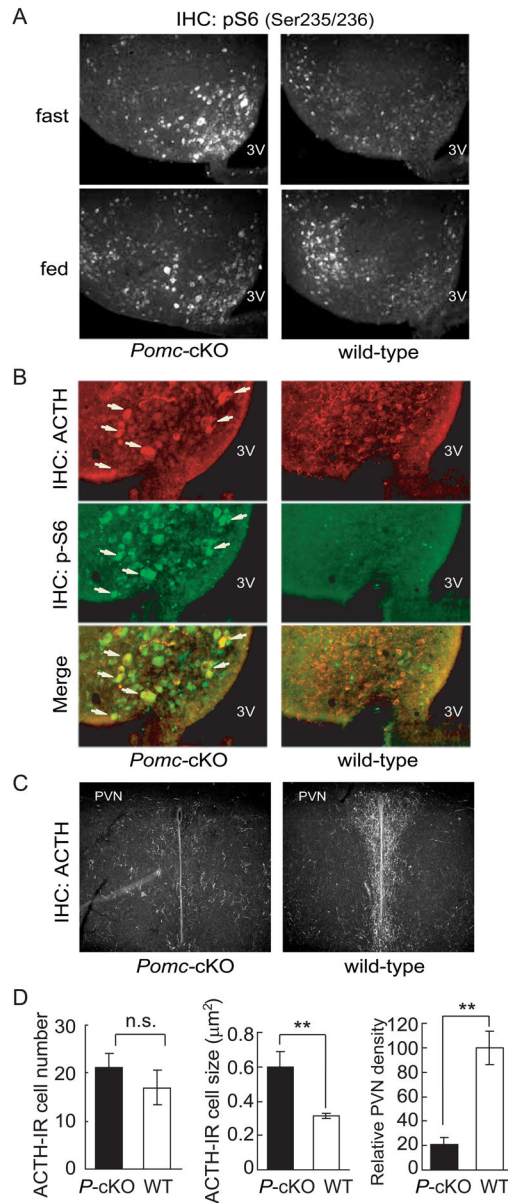 A
IHC: pS6 (Ser235/236)
fast
3V
3V
fed
3V
3V
Pomc-cKO
wild-type
B
IHC: ACTH
3V
3V
IHC: p-S6
3V
3V
Merge
3V
3V
Pomc-cKO
wild-type
C
IHC: ACTH
PVN
PVN
Pomc-cKO
wild-type
D
ACTH-IR cell number
30
20
10
0
n.s.
P-cKO
WT
ACTH-IR cell size (μm²)
0.8
0.6
0.4
0.2
0
**
P-cKO
WT
Relative PVN density
120
100
80
60
40
20
0
**
P-cKO
WT